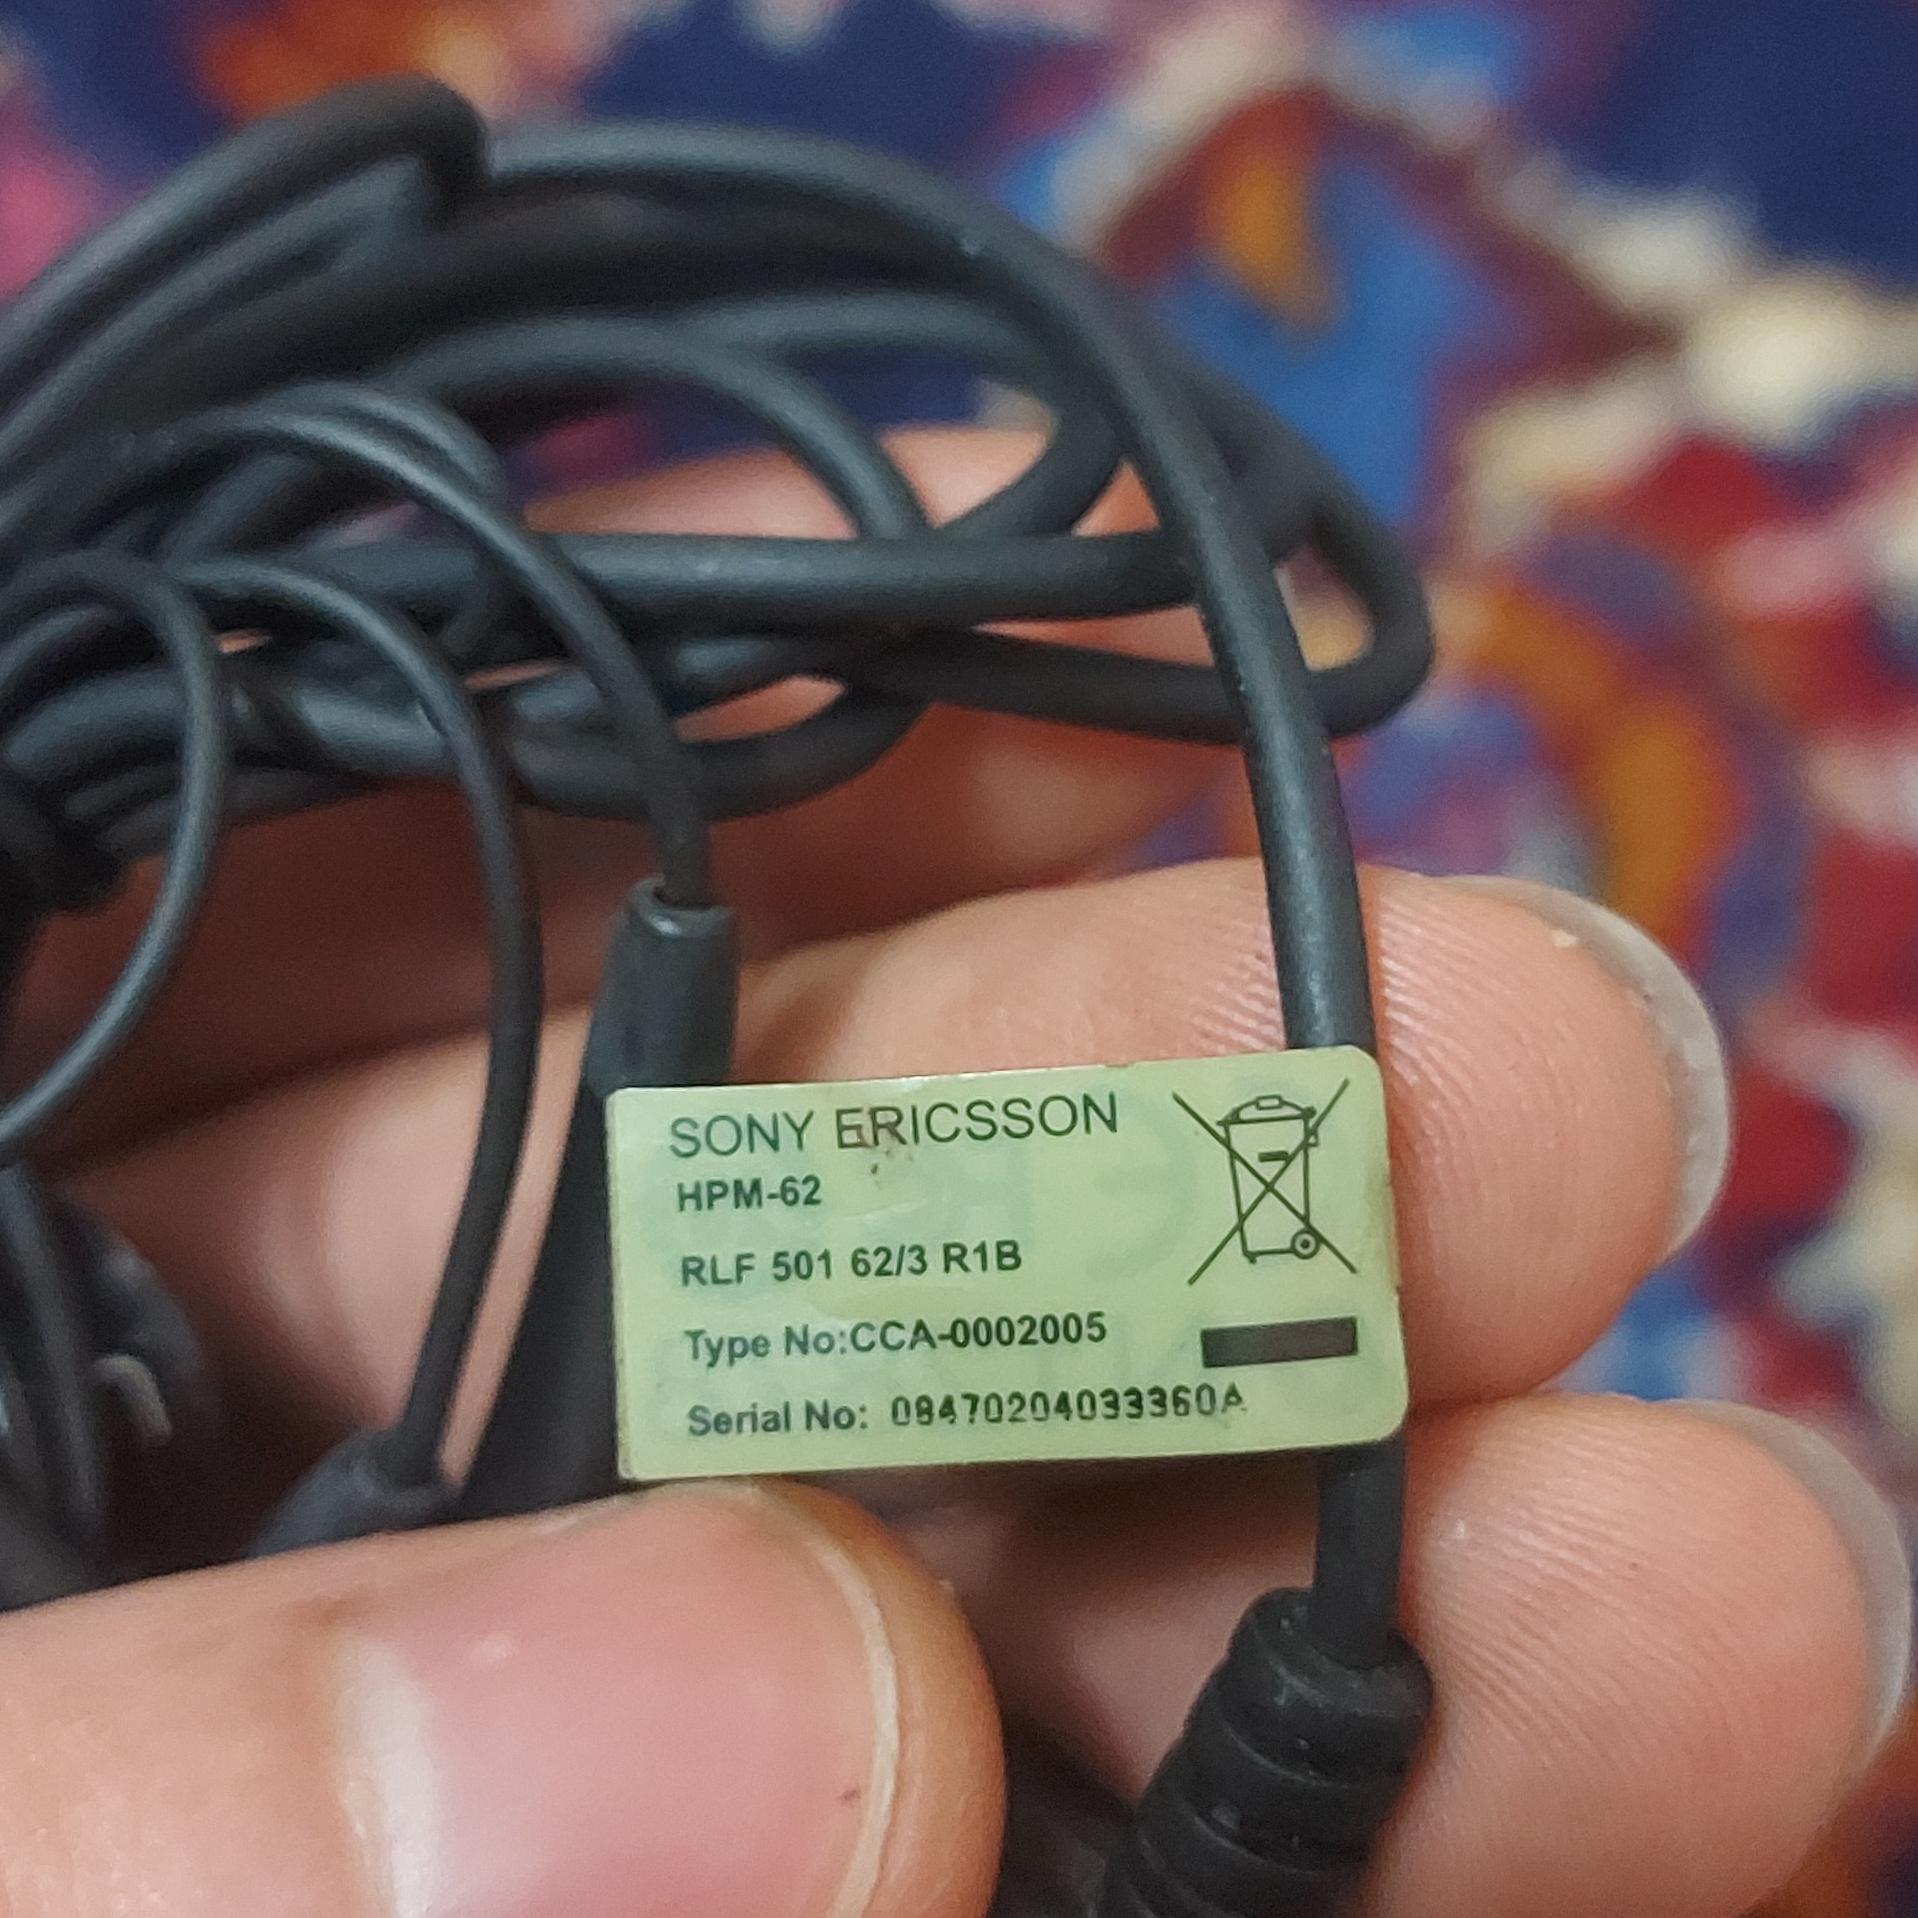 SONY ERICSSON
HPM-62
RLF 501 62/3 R1B
Type No:CCA-0002005
Serial No: 08470204033360A